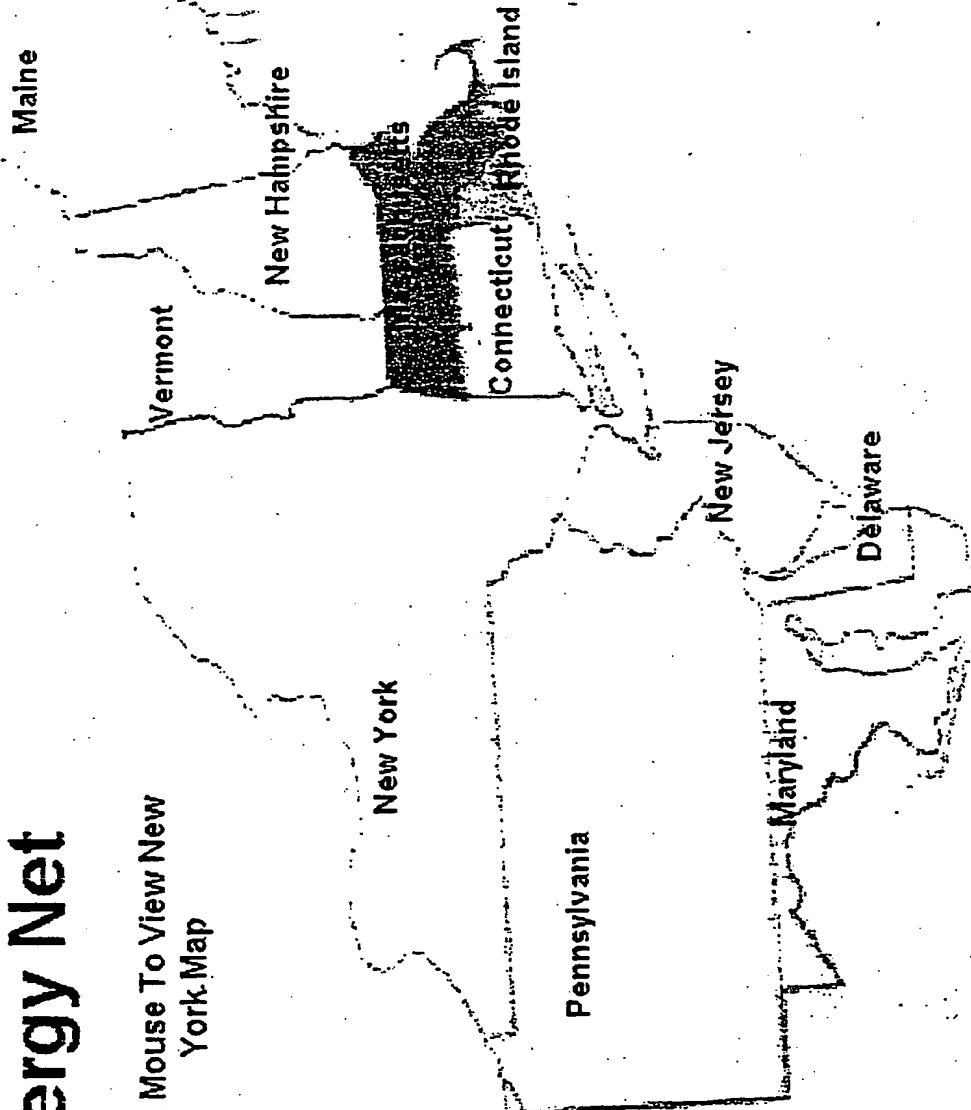 ergy Net
Mouse To View New
York Map
Maine
New Hampshire
Vermont
Massachusetts
Rhode Island
Connecticut
New York
New Jersey
Pennsylvania
Delaware
Maryland